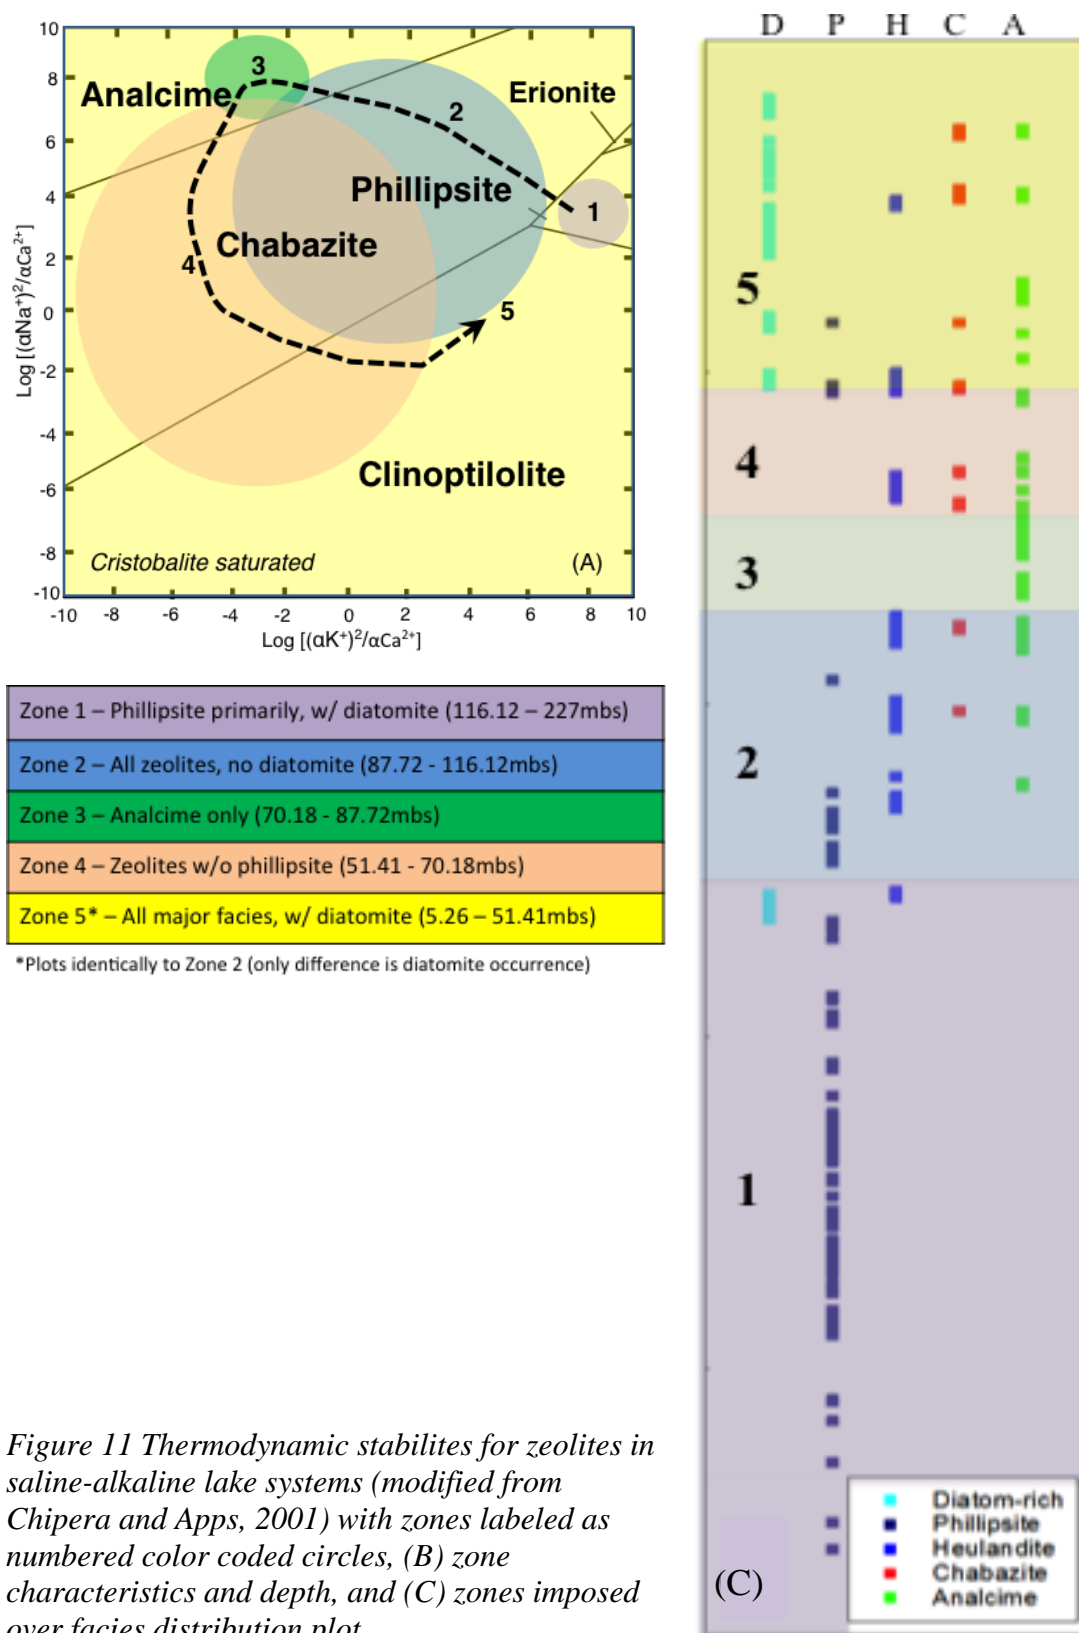 10
8
6
4
2
0
-2
-4
-6
-8
-10
-10 -8 -6 -4 -2 0 2 4 6 8 10
Log [(αNa⁺)²/αCa²⁺]
Log [(αK⁺)²/αCa²⁺]
Analcime
3
2
Erionite
Phillipsite
1
Chabazite
4
5
Clinoptilolite
Cristobalite saturated
(A)
Zone 1 – Phillipsite primarily, w/ diatomite (116.12 – 227mbs)
Zone 2 – All zeolites, no diatomite (87.72 - 116.12mbs)
Zone 3 – Analcime only (70.18 - 87.72mbs)
Zone 4 – Zeolites w/o phillipsite (51.41 - 70.18mbs)
Zone 5* – All major facies, w/ diatomite (5.26 – 51.41mbs)
*Plots identically to Zone 2 (only difference is diatomite occurrence)
Figure 11 Thermodynamic stabilites for zeolites in
saline-alkaline lake systems (modified from
Chipera and Apps, 2001) with zones labeled as
numbered color coded circles, (B) zone
characteristics and depth, and (C) zones imposed
over facies distribution plot
D P H C A
5
4
3
2
1
(C)
Diatom-rich
Phillipsite
Heulandite
Chabazite
Analcime